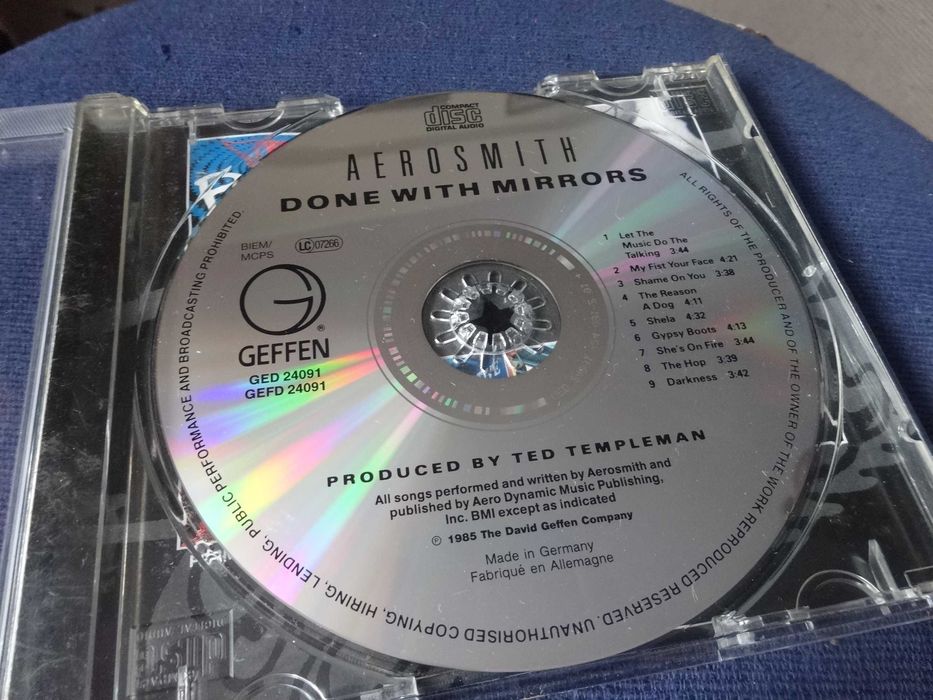 COMPACT
disc
DIGITAL AUDIO
AEROSMITH
DONE WITH MIRRORS
BIEM/
MCPS
LC 07266
GEFFEN
®
GED 24091
GEFD 24091
1 Let The
Music Do The
Talking 3:44
2 My Fist Your Face 4:21
3 Shame On You 3:38
4 The Reason
A Dog 4:11
5 Shela 4:32
6 Gypsy Boots 4:13
7 She's On Fire 3:44
8 The Hop 3:39
9 Darkness 3:42
PRODUCED BY TED TEMPLEMAN
All songs performed and written by Aerosmith and
published by Aero Dynamic Music Publishing,
Inc. BMI except as indicated
℗ 1985 The David Geffen Company
Made in Germany
Fabriqué en Allemagne
ALL RIGHTS OF THE PRODUCER AND OF THE OWNER OF THE WORK REPRODUCED RESERVED. UNAUTHORISED COPYING, HIRING, LENDING, PUBLIC PERFORMANCE AND BROADCASTING PROHIBITED.